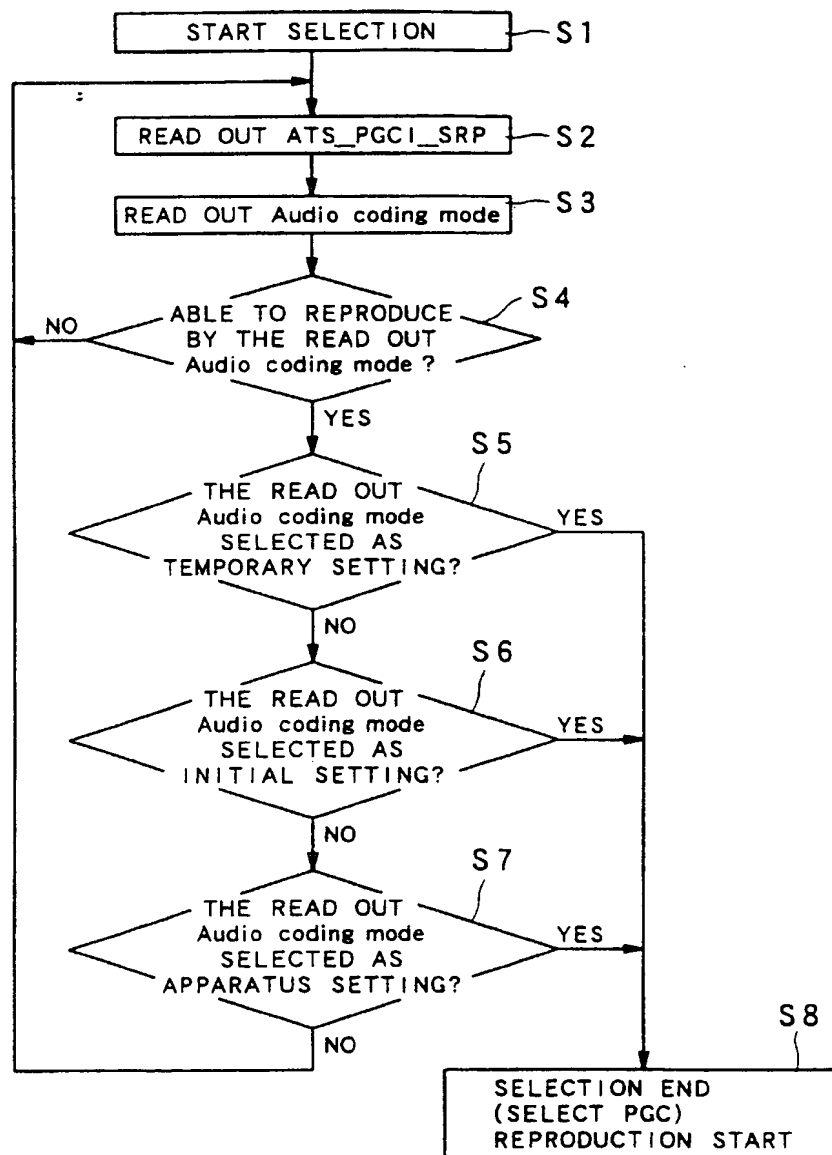 START SELECTION
S1
READ OUT ATS_PGCI_SRP
S2
READ OUT Audio coding mode
S3
ABLE TO REPRODUCE
BY THE READ OUT
Audio coding mode ?
S4
NO
YES
THE READ OUT
Audio coding mode
SELECTED AS
TEMPORARY SETTING?
S5
YES
NO
THE READ OUT
Audio coding mode
SELECTED AS
INITIAL SETTING?
S6
YES
NO
THE READ OUT
Audio coding mode
SELECTED AS
APPARATUS SETTING?
S7
YES
NO
S8
SELECTION END
(SELECT PGC)
REPRODUCTION START